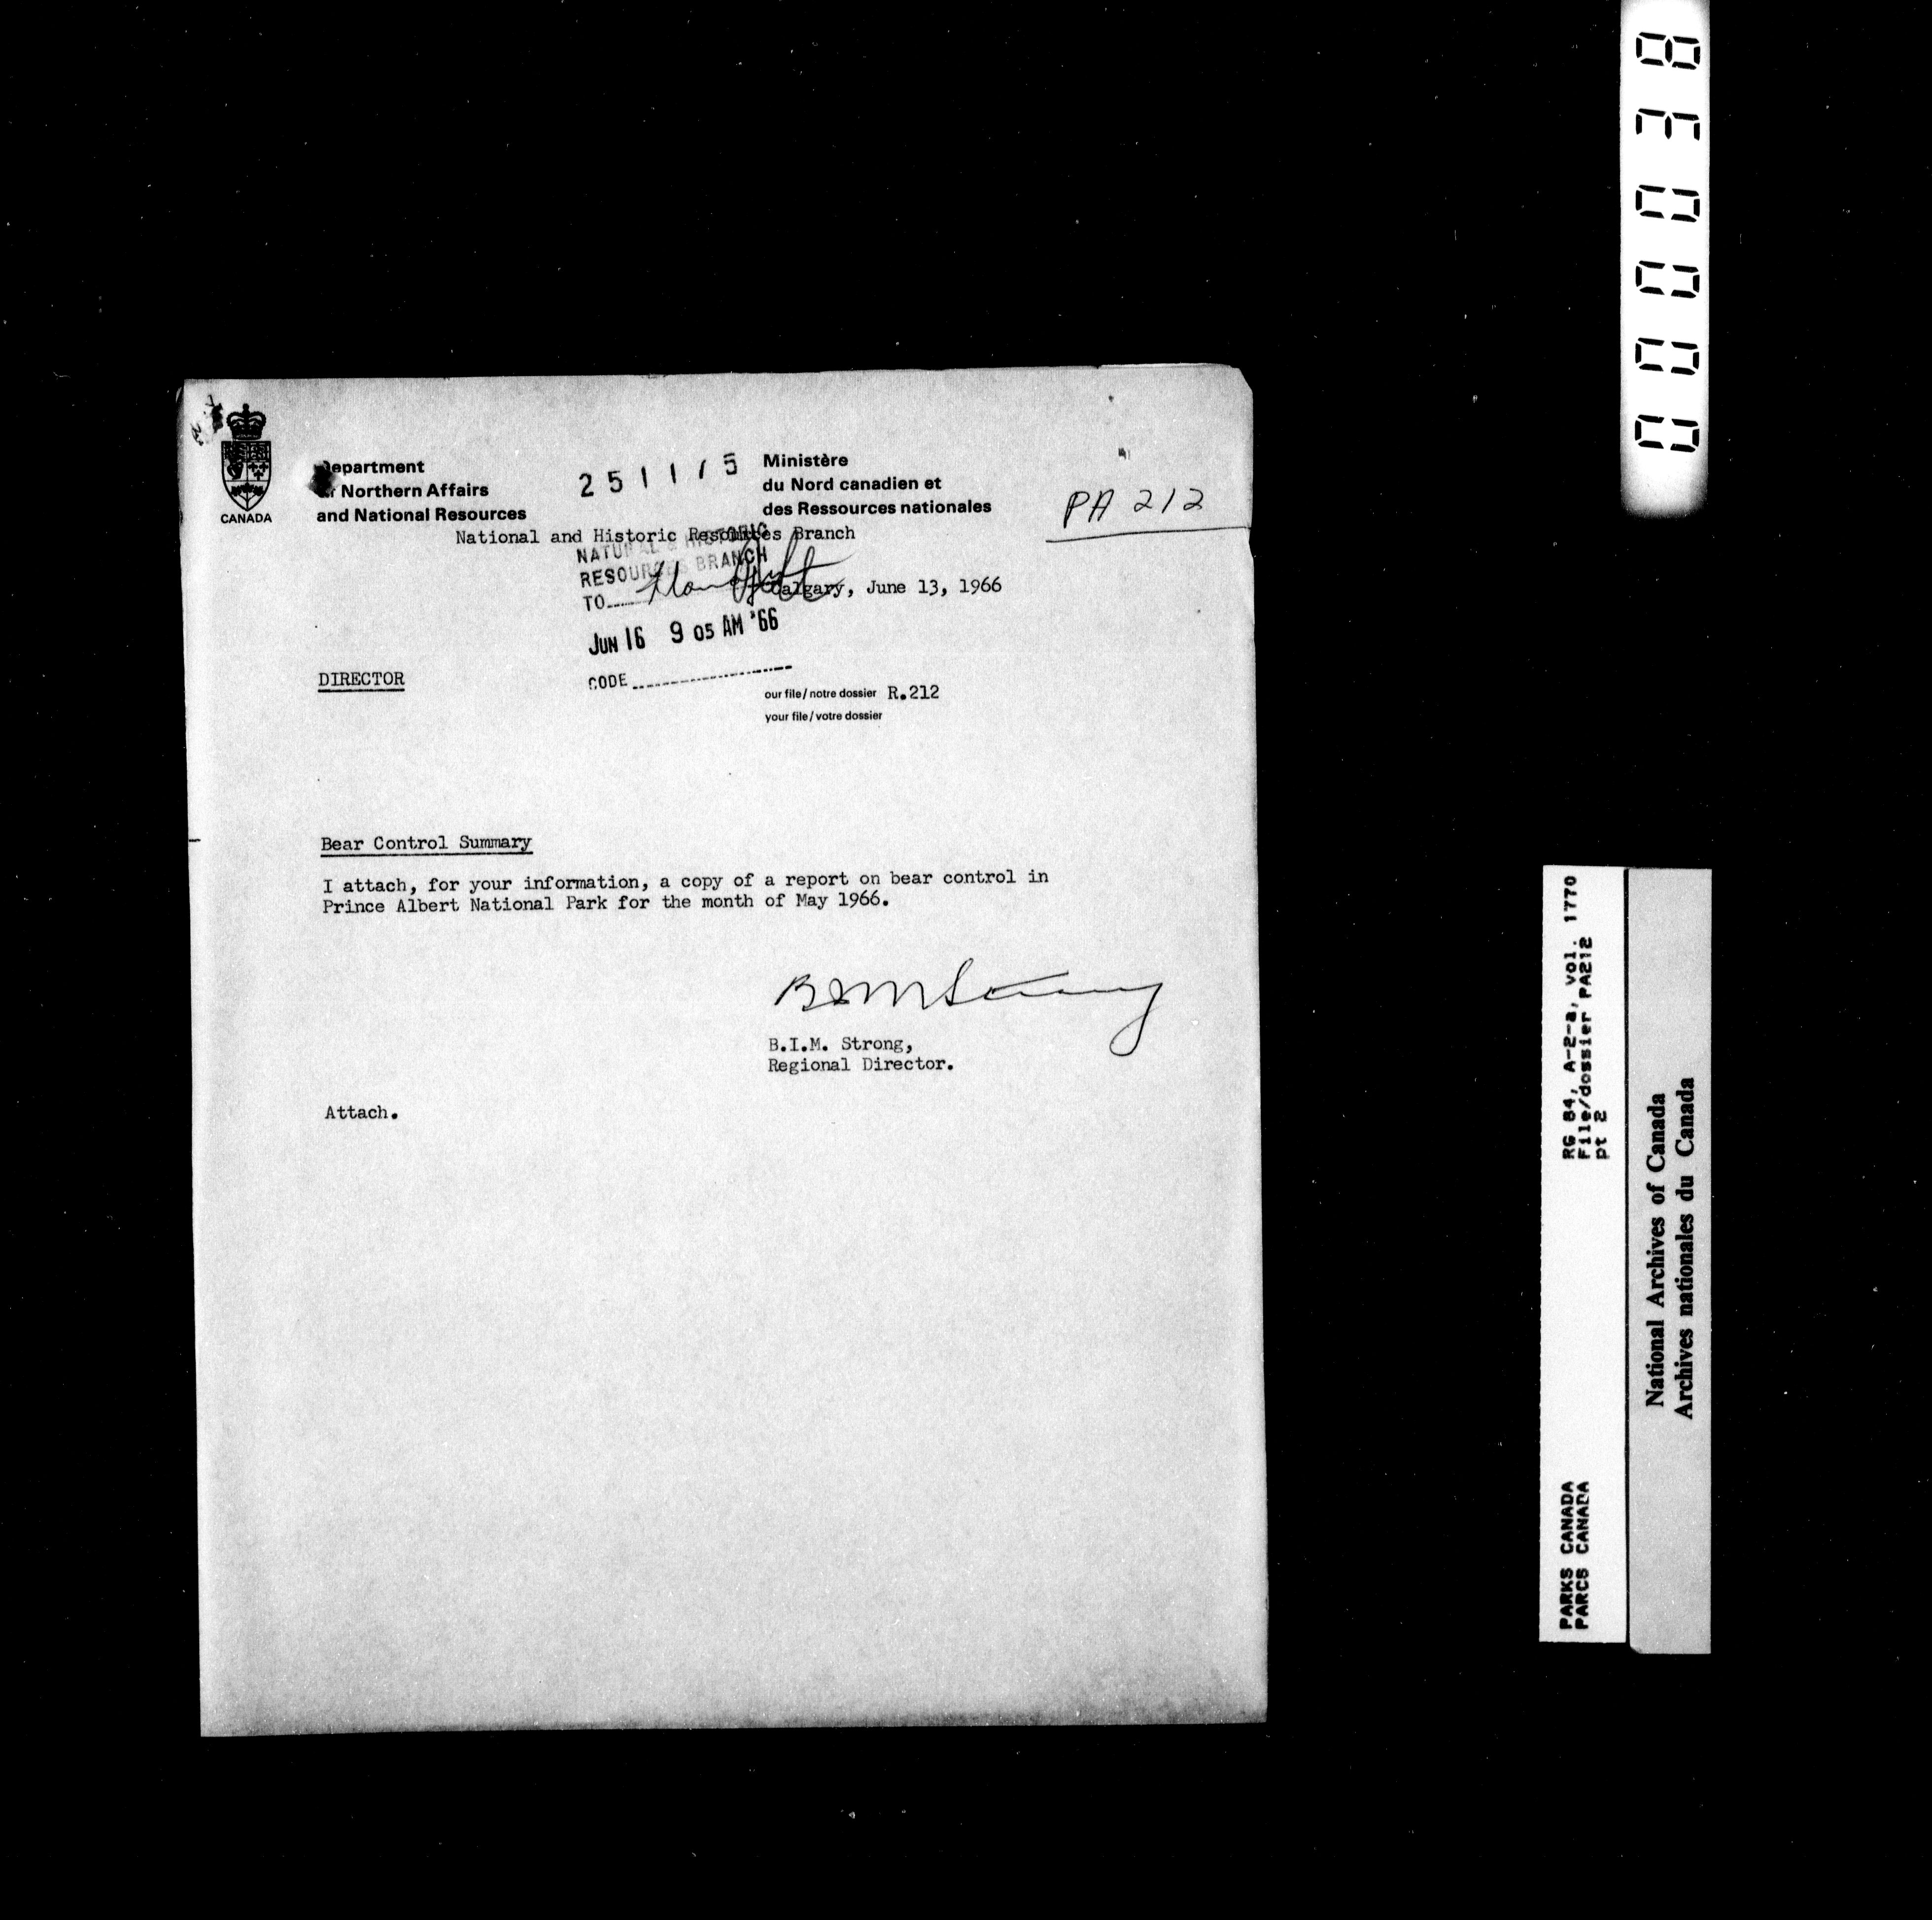 Department
of Northern Affairs
and National Resources
CANADA
251175
Ministère
du Nord canadien et
des Ressources nationales
PA 212
National and Historic Resources Branch
NATURAL & HISTORIC
RESOURCES BRANCH
TO
Calgary, June 13, 1966
JUN 16 9 05 AM '66
CODE
DIRECTOR
our file/notre dossier R.212
your file/votre dossier
Bear Control Summary
I attach, for your information, a copy of a report on bear control in
Prince Albert National Park for the month of May 1966.
BIMStrong
B.I.M. Strong,
Regional Director.
Attach.
RG 84, A-2-a, vol. 1770
File/dossier PA212
pt 2
PARKS CANADA
PARCS CANADA
National Archives of Canada
Archives nationales du Canada